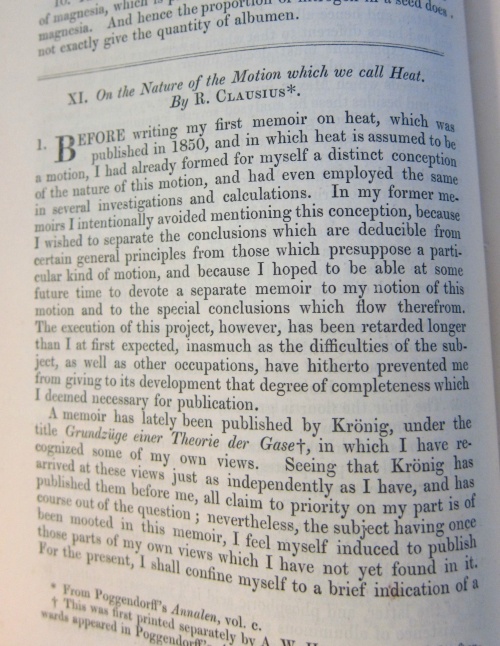 of magnesia, which is
magnesia. And hence the proportion of nitrogen in a seed does
not exactly give the quantity of albumen.
XI. On the Nature of the Motion which we call Heat.
By R. CLAUSIUS*.
1. BEFORE writing my first memoir on heat, which was
published in 1850, and in which heat is assumed to be
a motion, I had already formed for myself a distinct conception
of the nature of this motion, and had even employed the same
in several investigations and calculations. In my former me-
moirs I intentionally avoided mentioning this conception, because
I wished to separate the conclusions which are deducible from
certain general principles from those which presuppose a parti-
cular kind of motion, and because I hoped to be able at some
future time to devote a separate memoir to my notion of this
motion and to the special conclusions which flow therefrom.
The execution of this project, however, has been retarded longer
than I at first expected, inasmuch as the difficulties of the sub-
ject, as well as other occupations, have hitherto prevented me
from giving to its development that degree of completeness which
I deemed necessary for publication.
A memoir has lately been published by Krönig, under the
title Grundzüge einer Theorie der Gase†, in which I have re-
cognized some of my own views. Seeing that Krönig has
arrived at these views just as independently as I have, and has
published them before me, all claim to priority on my part is of
course out of the question; nevertheless, the subject having once
been mooted in this memoir, I feel myself induced to publish
those parts of my own views which I have not yet found in it.
For the present, I shall confine myself to a brief indication of a
* From Poggendorff's Annalen, vol. c.
† This was first printed separately by A. W.
wards appeared in Poggendorff's